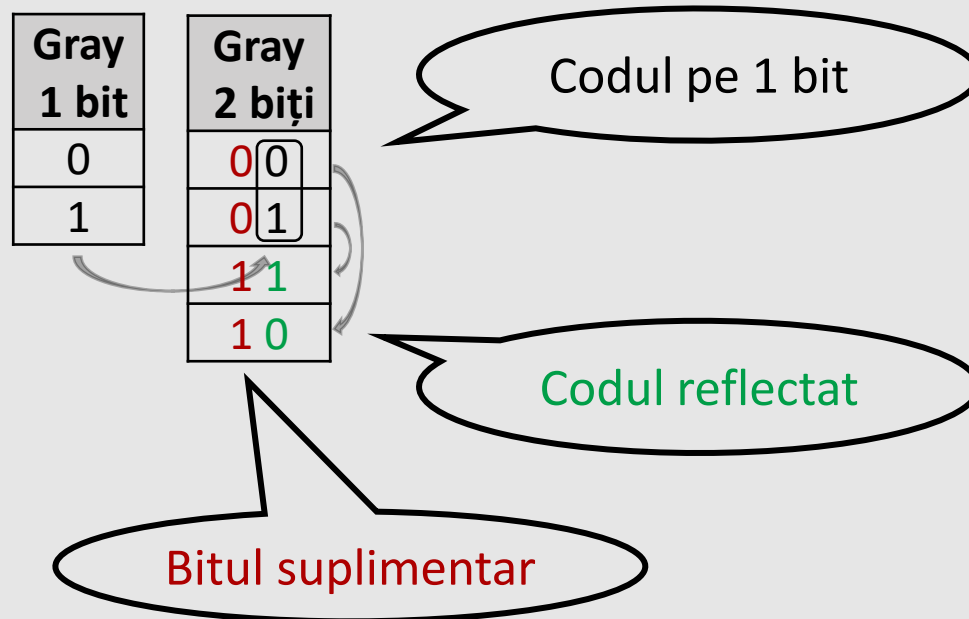 Gray
1 bit
0
1
Gray
2 biți
0 0
0 1
1 1
1 0
Codul pe 1 bit
Codul reflectat
Bitul suplimentar